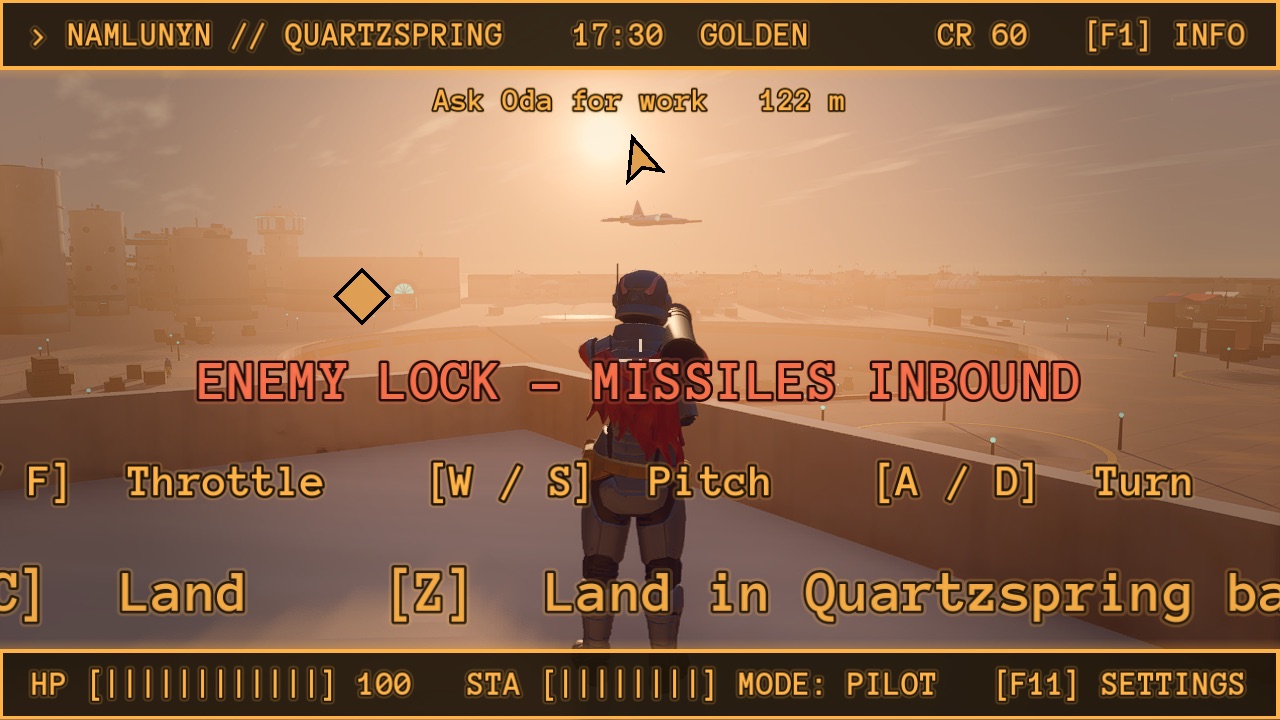 › NAMLUNYN // QUARTZSPRING 17:30 GOLDEN CR 60 [F1] INFO
Ask Oda for work 122 m
ENEMY LOCK — MISSILES INBOUND
F] Throttle [W / S] Pitch [A / D] Turn
C] Land [Z] Land in Quartzspring ba
HP [||||||||||||] 100 STA [||||||||] MODE: PILOT [F11] SETTINGS